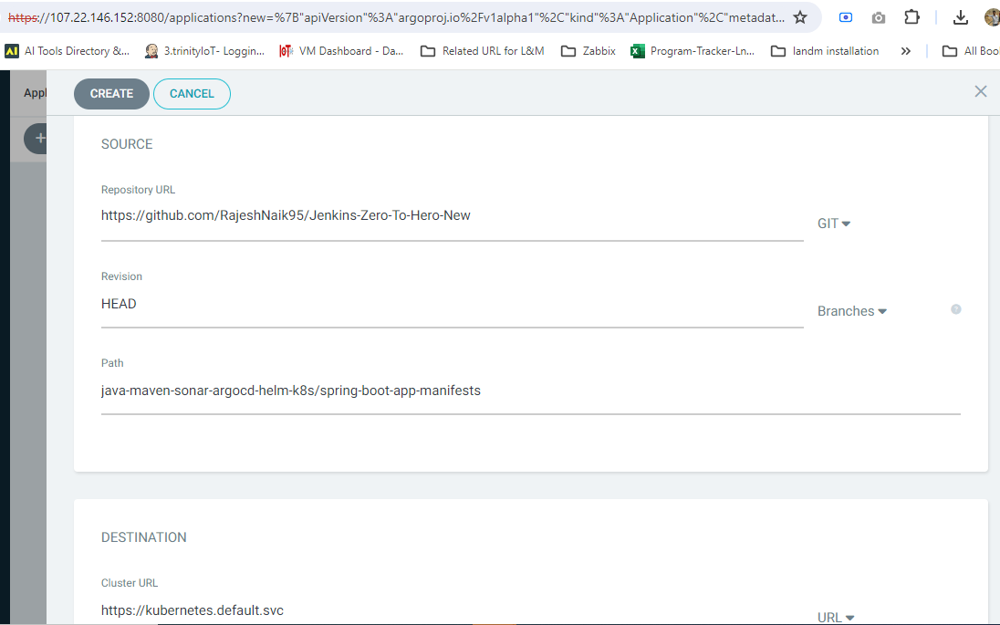 https://107.22.146.152:8080/applications?new=%7B"apiVersion"%3A"argoproj.io%2Fv1alpha1"%2C"kind"%3A"Application"%2C"metadat...
AI AI Tools Directory &... 3.trinityIoT- Loggin... IoT VM Dashboard - Da... Related URL for L&M Zabbix Program-Tracker-Ln... landm installation » All Boo
Appl CREATE CANCEL
+
SOURCE
Repository URL
https://github.com/RajeshNaik95/Jenkins-Zero-To-Hero-New
GIT
Revision
HEAD
Branches ?
Path
java-maven-sonar-argocd-helm-k8s/spring-boot-app-manifests
DESTINATION
Cluster URL
https://kubernetes.default.svc
URL